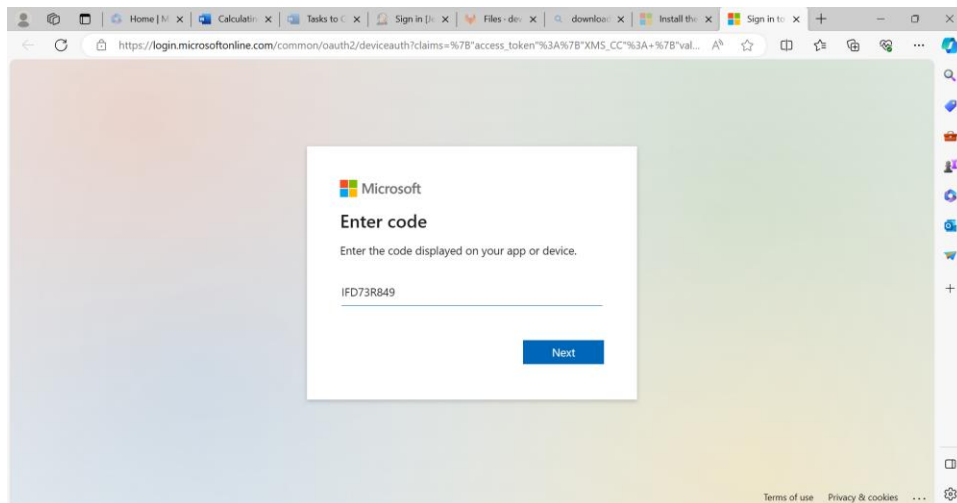 Home | M
Calculatin
Tasks to C
Sign in [Je
Files · dev
download
Install the
Sign in to
https://login.microsoftonline.com/common/oauth2/deviceauth?claims=%7B"access_token"%3A%7B"XMS_CC"%3A+%7B"val...
Microsoft
Enter code
Enter the code displayed on your app or device.
IFD73R849
Next
Terms of use Privacy & cookies ...